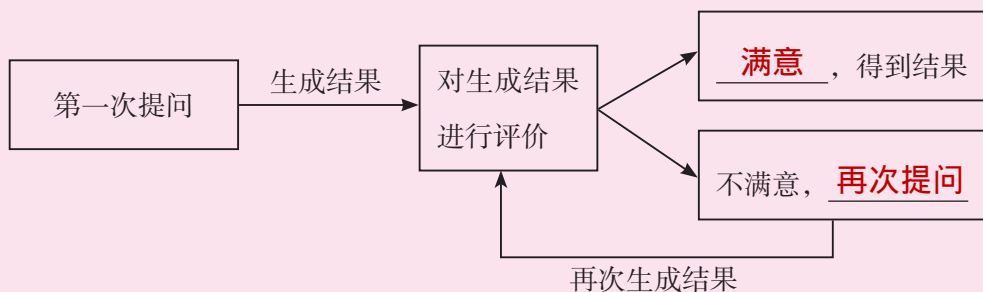 第一次提问
生成结果
对生成结果
进行评价
满意，得到结果
不满意，再次提问
再次生成结果